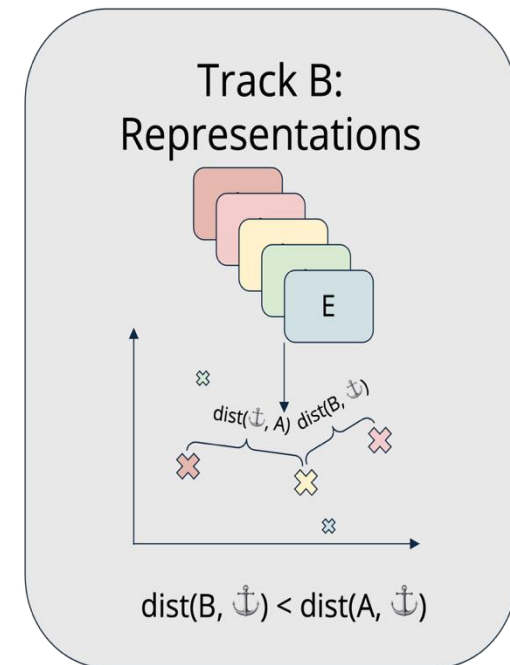 Track B:
Representations
E
dist(⚓, A) dist(B, ⚓)
dist(B, ⚓) < dist(A, ⚓)